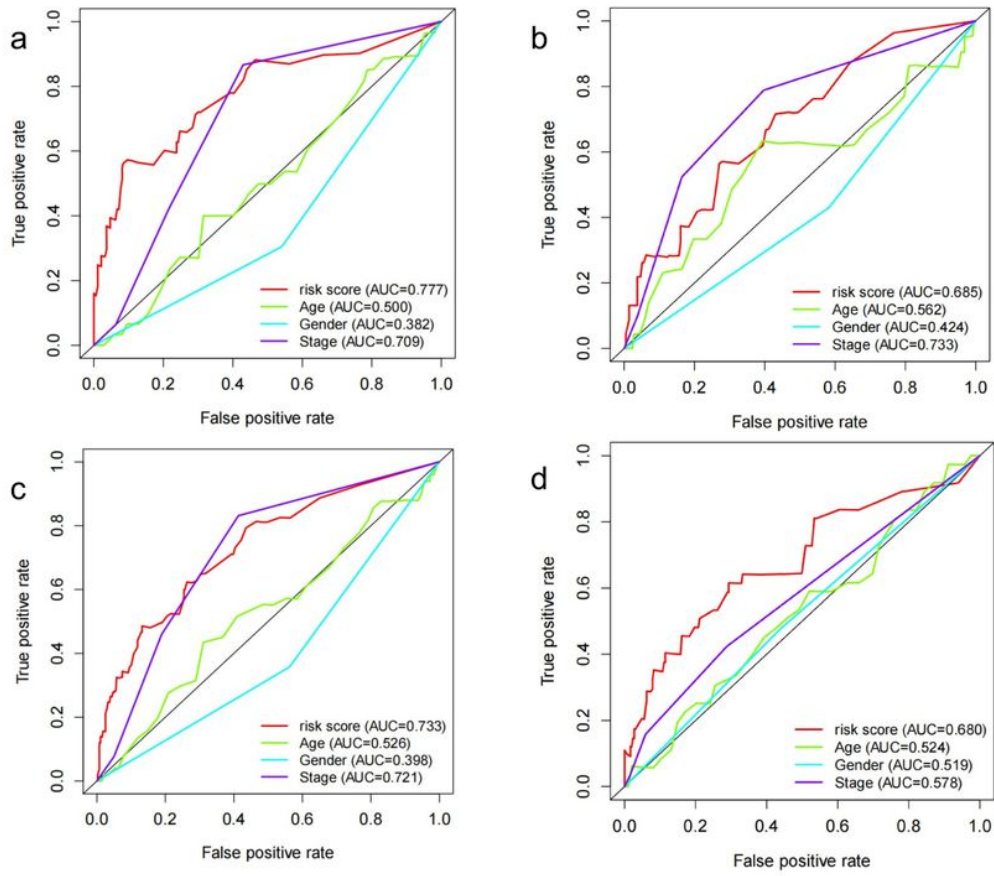 a
True positive rate
0.0 0.2 0.4 0.6 0.8 1.0
risk score (AUC=0.777)
Age (AUC=0.500)
Gender (AUC=0.382)
Stage (AUC=0.709)
0.0 0.2 0.4 0.6 0.8 1.0
False positive rate
b
True positive rate
0.0 0.2 0.4 0.6 0.8 1.0
risk score (AUC=0.685)
Age (AUC=0.562)
Gender (AUC=0.424)
Stage (AUC=0.733)
0.0 0.2 0.4 0.6 0.8 1.0
False positive rate
c
True positive rate
0.0 0.2 0.4 0.6 0.8 1.0
risk score (AUC=0.733)
Age (AUC=0.526)
Gender (AUC=0.398)
Stage (AUC=0.721)
0.0 0.2 0.4 0.6 0.8 1.0
False positive rate
d
True positive rate
0.0 0.2 0.4 0.6 0.8 1.0
risk score (AUC=0.680)
Age (AUC=0.524)
Gender (AUC=0.519)
Stage (AUC=0.578)
0.0 0.2 0.4 0.6 0.8 1.0
False positive rate